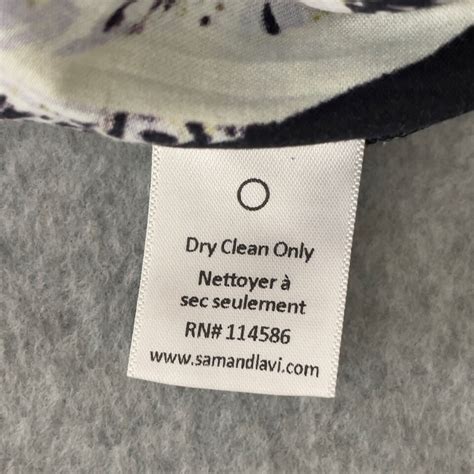 Dry Clean Only
Nettoyer à
sec seulement
RN# 114586
www.samandlavi.com